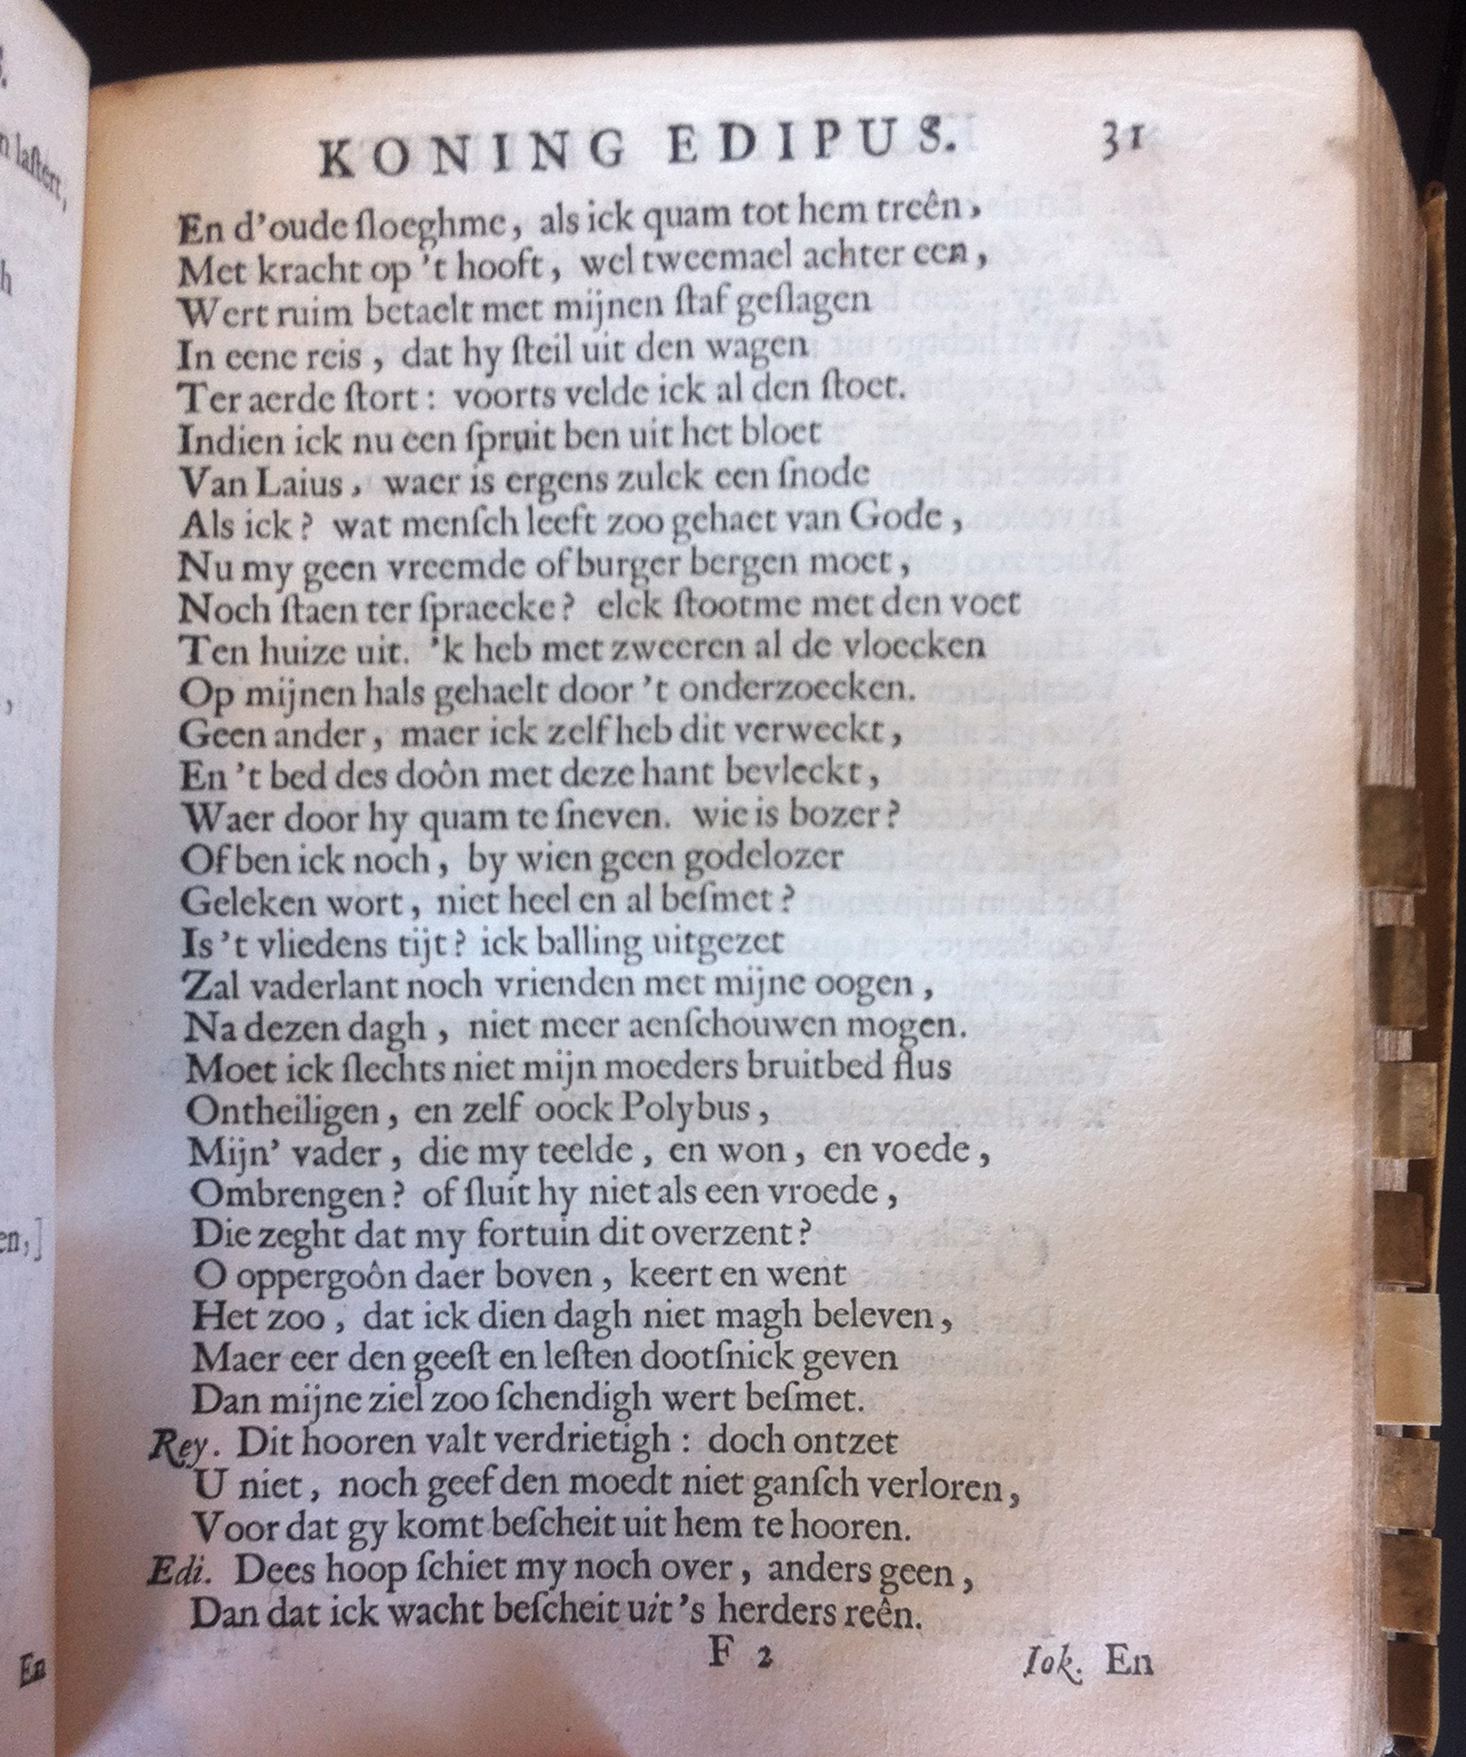 KONING EDIPUS. 31
En d'oude ſloeghme, als ick quam tot hem treên,
Met kracht op 't hooft, wel tweemael achter een,
Wert ruim betaelt met mijnen ſtaf geſlagen
In eene reis, dat hy ſteil uit den wagen
Ter aerde ſtort: voorts velde ick al den ſtoet.
Indien ick nu een ſpruit ben uit het bloet
Van Laius, waer is ergens zulck een ſnode
Als ick? wat menſch leeft zoo gehaet van Gode,
Nu my geen vreemde of burger bergen moet,
Noch ſtaen ter ſpraecke? elck ſtootme met den voet
Ten huize uit. 'k heb met zweeren al de vloecken
Op mijnen hals gehaelt door 't onderzoecken.
Geen ander, maer ick zelf heb dit verweckt,
En 't bed des doôn met deze hant bevleckt,
Waer door hy quam te ſneven. wie is bozer?
Of ben ick noch, by wien geen godelozer
Geleken wort, niet heel en al beſmet?
Is 't vliedens tijt? ick balling uitgezet
Zal vaderlant noch vrienden met mijne oogen,
Na dezen dagh, niet meer aenſchouwen mogen.
Moet ick ſlechts niet mijn moeders bruitbed flus
Ontheiligen, en zelf oock Polybus,
Mijn' vader, die my teelde, en won, en voede,
Ombrengen? of ſluit hy niet als een vroede,
Die zeght dat my fortuin dit overzent?
O oppergoôn daer boven, keert en went
Het zoo, dat ick dien dagh niet magh beleven,
Maer eer den geeſt en leſten dootſnick geven
Dan mijne ziel zoo ſchendigh wert beſmet.
Rey. Dit hooren valt verdrietigh: doch ontzet
U niet, noch geef den moedt niet ganſch verloren,
Voor dat gy komt beſcheit uit hem te hooren.
Edi. Dees hoop ſchiet my noch over, anders geen,
Dan dat ick wacht beſcheit uit 's herders reên.
F 2 Iok. En
n laſtert,
h
,
en,]
En